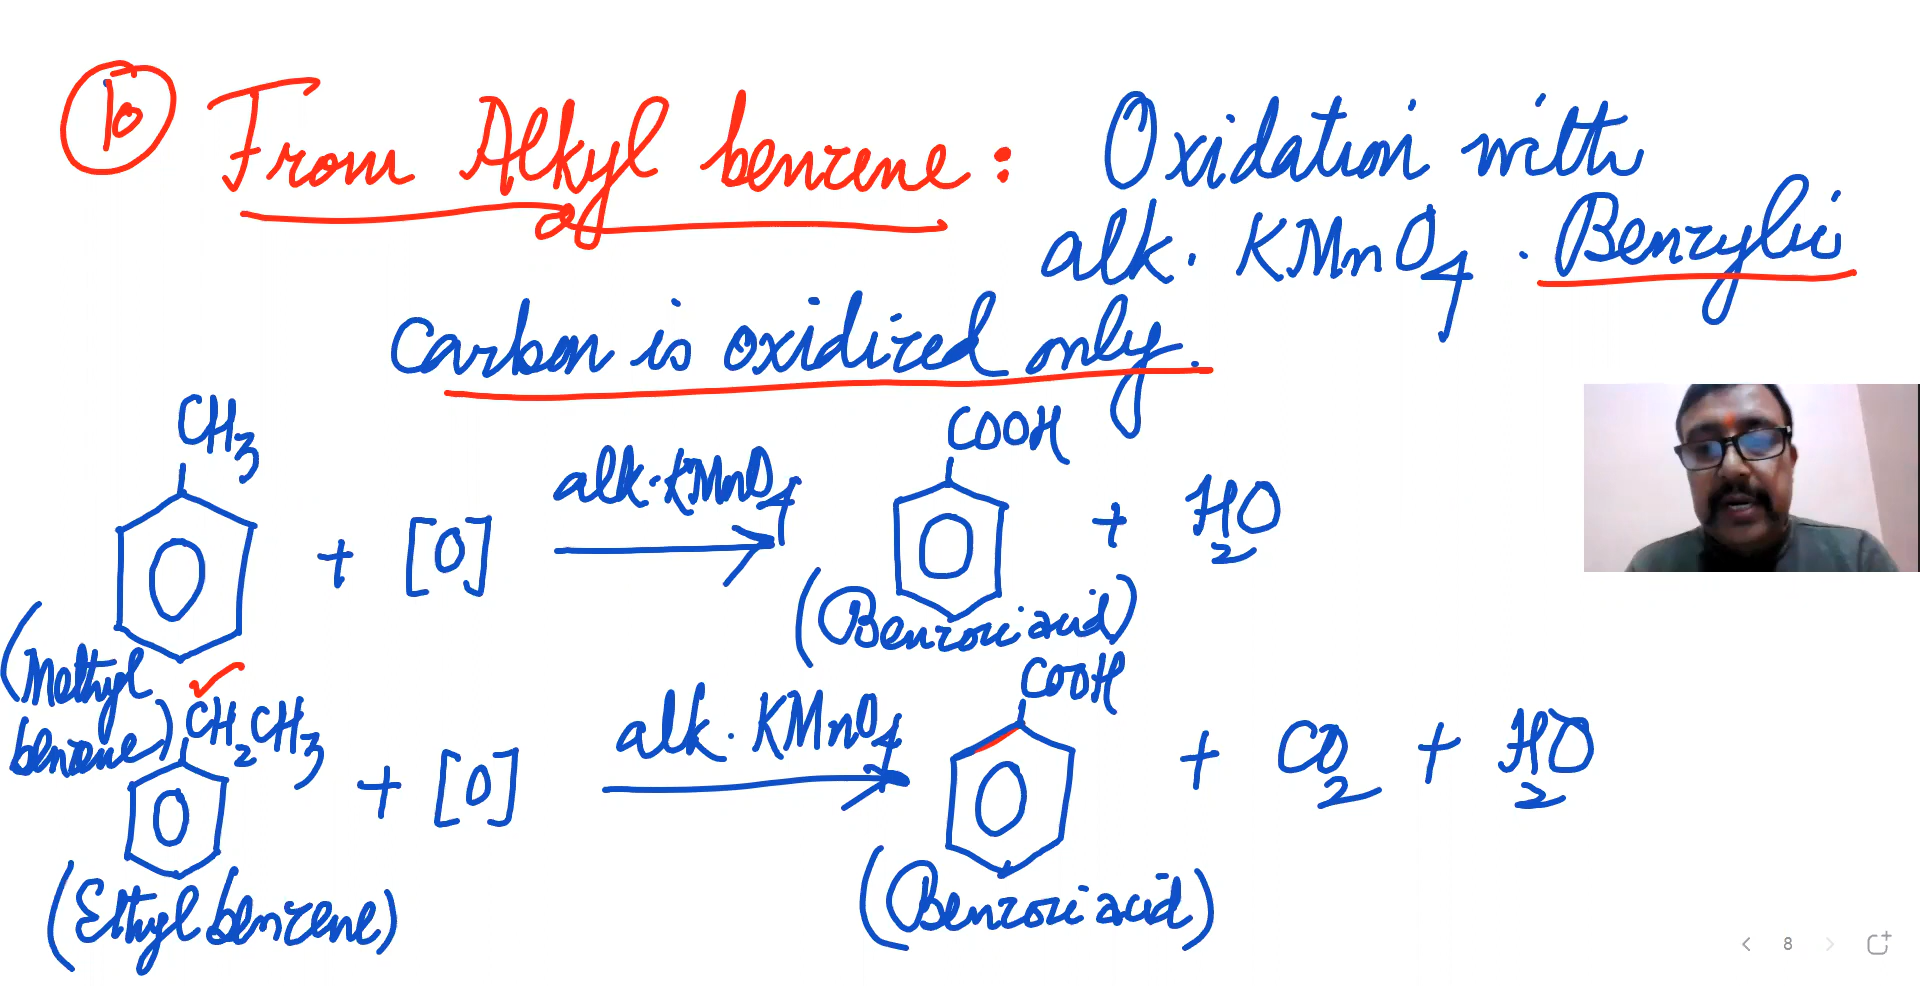 b From Alkyl benzene : Oxidation with
alk. KMnO4 . Benzylic
Carbon is oxidized only.
CH3 + [O] alk. KMnO4 COOH + H2O
(Methyl benzene) (Benzoic acid)
CH2CH3 + [O] alk. KMnO4 COOH + CO2 + H2O
(Ethyl benzene) (Benzoic acid)
8